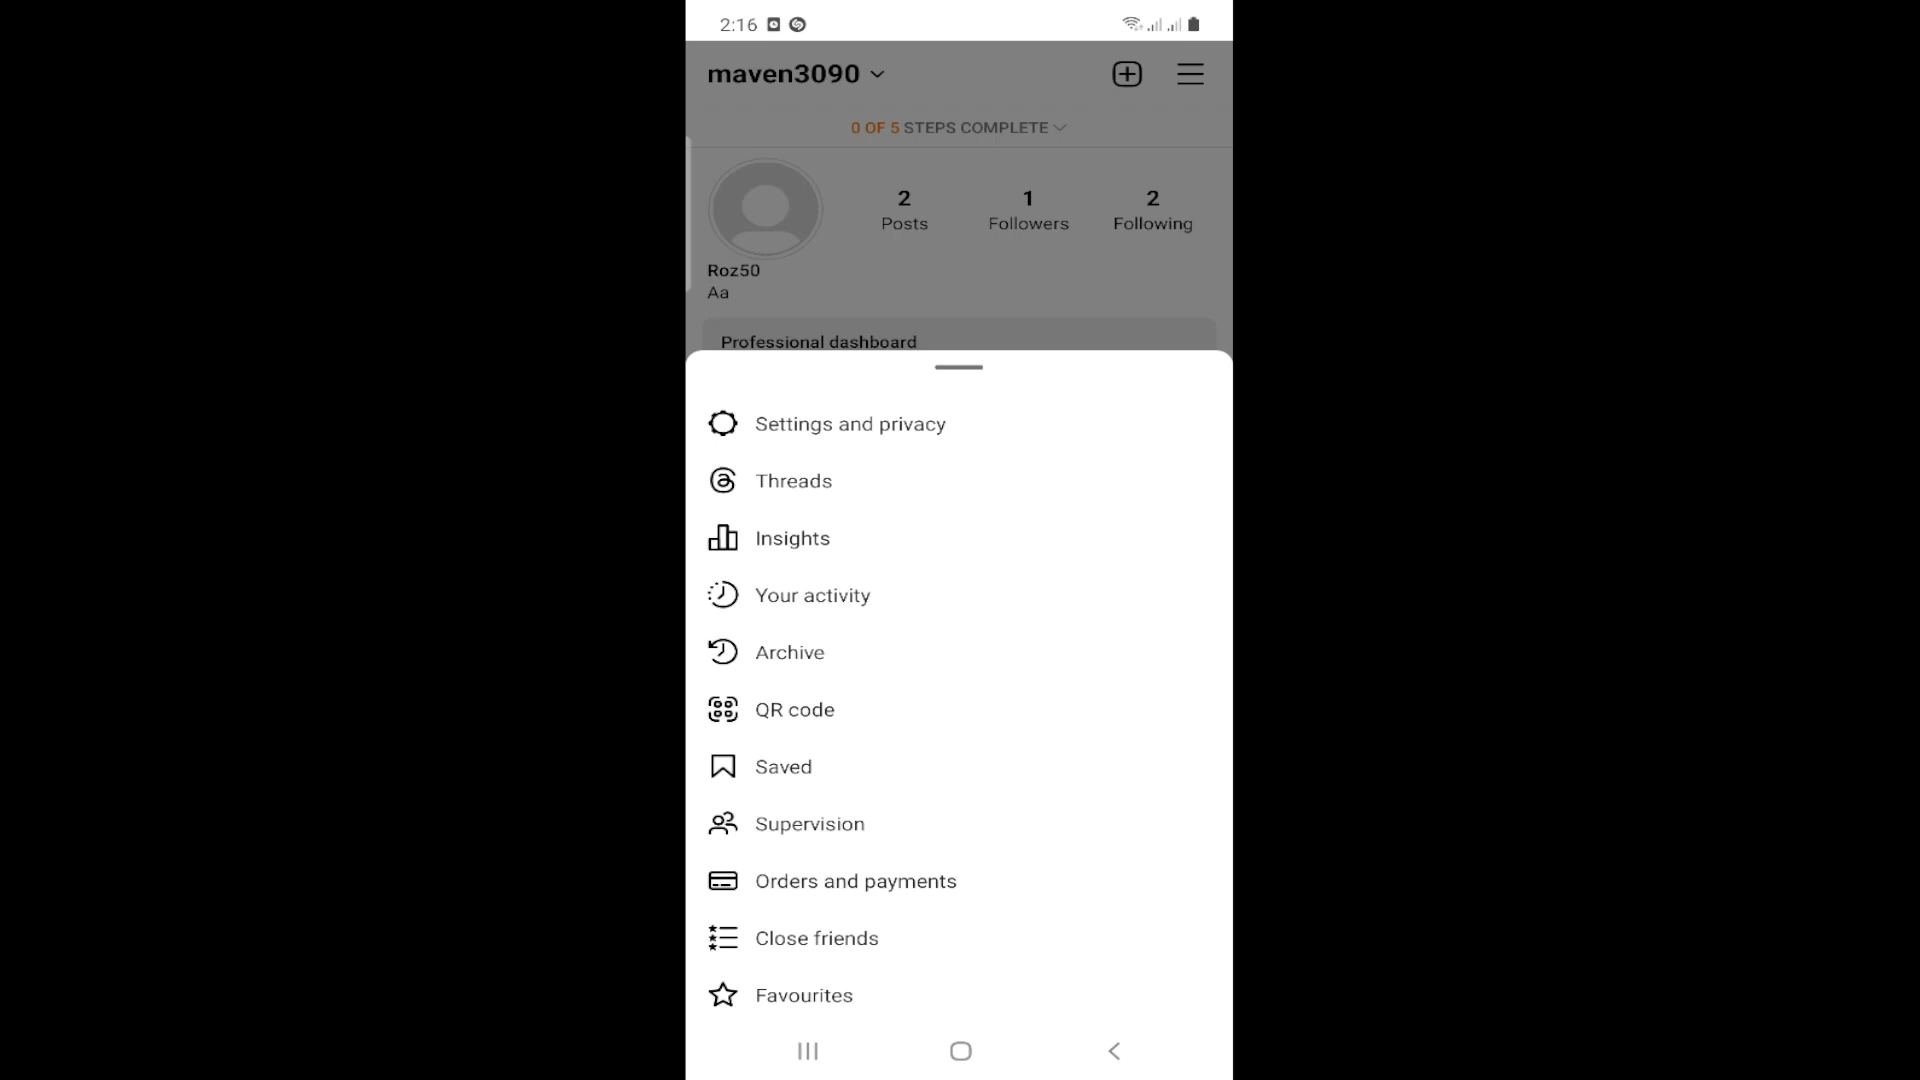 2:16
maven3090
0 OF 5 STEPS COMPLETE
2 1 2
Posts Followers Following
Roz50
Aa
Professional dashboard
Settings and privacy
Threads
Insights
Your activity
Archive
QR code
Saved
Supervision
Orders and payments
Close friends
Favourites